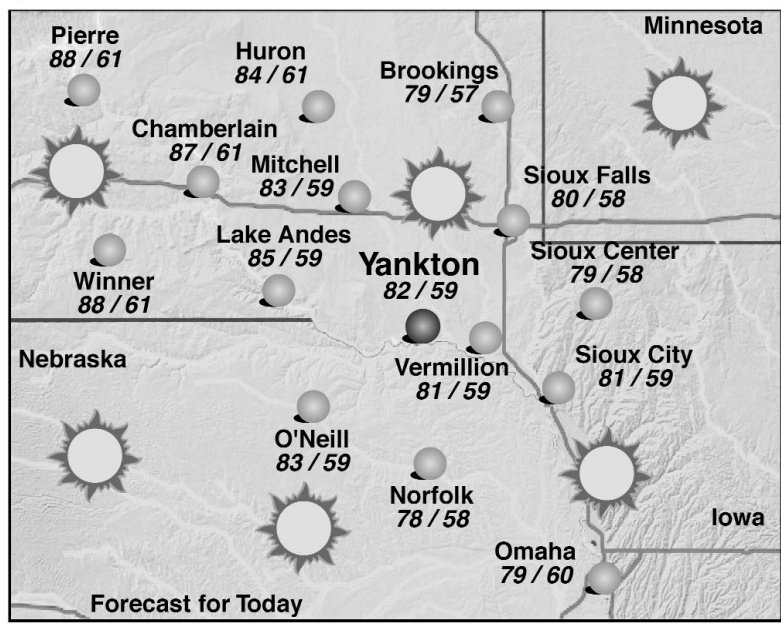 Pierre
88 / 61
Huron
84 / 61
Brookings
79 / 57
Minnesota
Chamberlain
87 / 61
Mitchell
83 / 59
Sioux Falls
80 / 58
Lake Andes
85 / 59
Yankton
82 / 59
Sioux Center
79 / 58
Winner
88 / 61
Nebraska
Vermillion
81 / 59
Sioux City
81 / 59
O'Neill
83 / 59
Norfolk
78 / 58
Iowa
Omaha
79 / 60
Forecast for Today